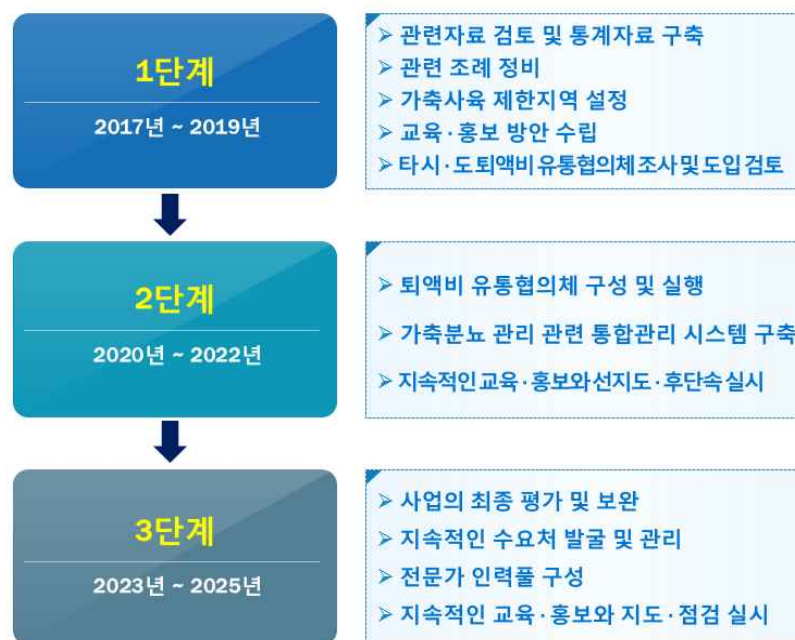 1단계
2017년 ~ 2019년
➢ 관련자료 검토 및 통계자료 구축
➢ 관련 조례 정비
➢ 가축사육 제한지역 설정
➢ 교육·홍보 방안 수립
➢ 타시·도퇴액비유통협의체조사및도입검토
2단계
2020년 ~ 2022년
➢ 퇴액비 유통협의체 구성 및 실행
➢ 가축분뇨 관리 관련 통합관리 시스템 구축
➢ 지속적인교육·홍보와선지도·후단속실시
3단계
2023년 ~ 2025년
➢ 사업의 최종 평가 및 보완
➢ 지속적인 수요처 발굴 및 관리
➢ 전문가 인력풀 구성
➢ 지속적인 교육·홍보와 지도·점검 실시